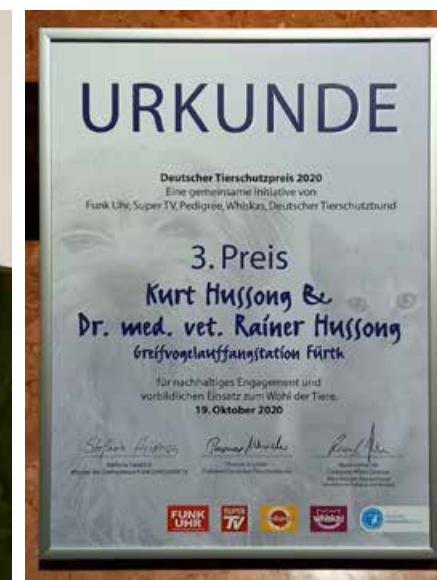 URKUNDE
Deutscher Tierschutzpreis 2020
Eine gemeinsame Initiative von
Funk Uhr, Super TV, Pedigree, Whiskas, Deutscher Tierschutzbund
3. Preis
Kurt Hussong &
Dr. med. vet. Rainer Hussong
Greifvogelauffangstation Fürth
für nachhaltiges Engagement und
vorbildlichen Einsatz zum Wohl der Tiere.
19. Oktober 2020
FUNK UHR SUPER TV whiskas